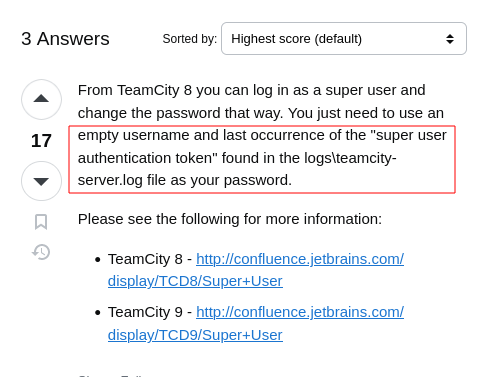 3 Answers
Sorted by:
Highest score (default)
From TeamCity 8 you can log in as a super user and
change the password that way. You just need to use an
17
empty username and last occurrence of the "super user
authentication token" found in the logs\teamcity-
server.log file as your password.
Please see the following for more information:
• TeamCity 8 - http://confluence.jetbrains.com/
display/TCD8/Super+User
• TeamCity 9 - http://confluence.jetbrains.com/
display/TCD9/Super+User